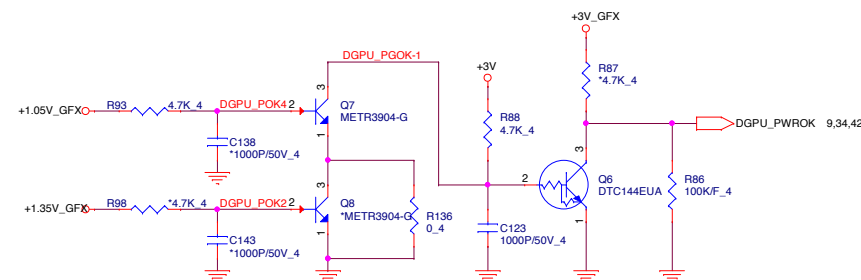 +3V_GFX
DGPU_PGOK-1
+3V
R87
*4.7K_4
+1.05V_GFX
R93
4.7K_4
DGPU_POK4
2
3
Q7
METR3904-G
1
R88
4.7K_4
DGPU_PWROK
9,34,42
C138
*1000P/50V_4
3
2
Q6
DTC144EUA
1
R86
100K/F_4
+1.35V_GFX
R98
*4.7K_4
DGPU_POK2
2
3
Q8
*METR3904-G
1
R136
0_4
C123
1000P/50V_4
C143
*1000P/50V_4